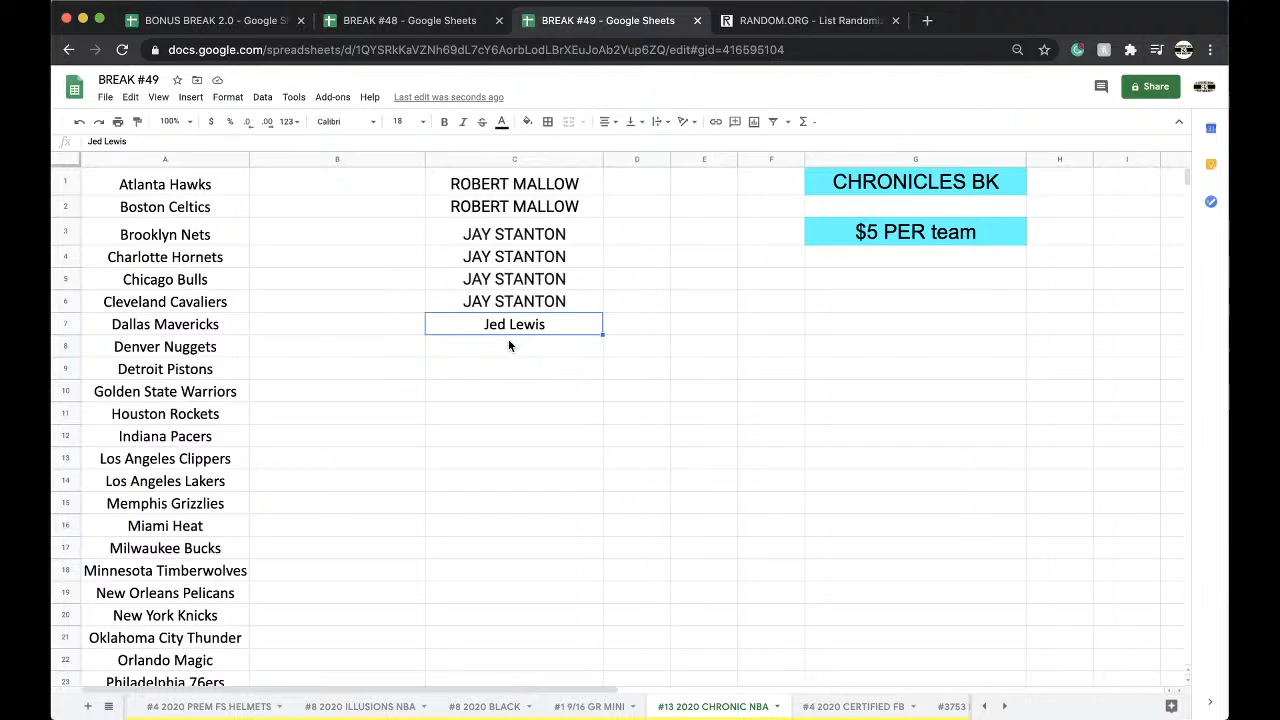 BONUS BREAK 2.0 - Google S
BREAK #48 - Google Sheets
BREAK #49 - Google Sheets
RANDOM.ORG - List Randomi
docs.google.com/spreadsheets/d/1QYSRkKaVZNh69dL7cY6AorbLodLBrXEuJoAb2Vup6ZQ/edit#gid=416595104
BREAK #49
File Edit View Insert Format Data Tools Add-ons Help Last edit was seconds ago
Share
100% $ % .0 .00 123 Calibri 18 B I S A
fx Jed Lewis
A B C D E F G H I
1 Atlanta Hawks ROBERT MALLOW CHRONICLES BK
2 Boston Celtics ROBERT MALLOW
3 Brooklyn Nets JAY STANTON $5 PER team
4 Charlotte Hornets JAY STANTON
5 Chicago Bulls JAY STANTON
6 Cleveland Cavaliers JAY STANTON
7 Dallas Mavericks Jed Lewis
8 Denver Nuggets
9 Detroit Pistons
10 Golden State Warriors
11 Houston Rockets
12 Indiana Pacers
13 Los Angeles Clippers
14 Los Angeles Lakers
15 Memphis Grizzlies
16 Miami Heat
17 Milwaukee Bucks
18 Minnesota Timberwolves
19 New Orleans Pelicans
20 New York Knicks
21 Oklahoma City Thunder
22 Orlando Magic
23 Philadelphia 76ers
#4 2020 PREM FS HELMETS #8 2020 ILLUSIONS NBA #8 2021 BLACK #1 9/16 GR MINI #13 2020 CHRONIC NBA #4 2020 CERTIFIED FB #3753